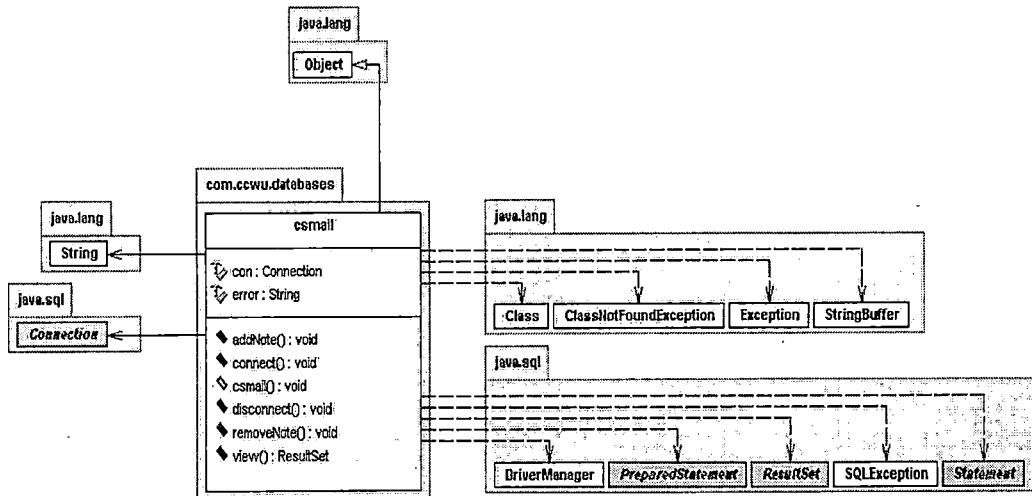 java.lang
Object
com.ccwu.databases
csmail
con : Connection
error : String
addNote() : void
connect() : void
csmail() : void
disconnect() : void
removeNote() : void
view() : ResultSet
java.lang
String
java.sql
Connection
java.lang
Class ClassNotFoundException Exception StringBuffer
java.sql
DriverManager PreparedStatement ResultSet SQLException Statement